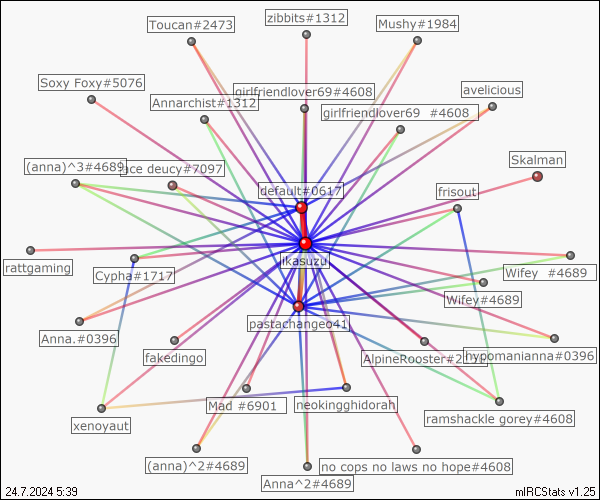 zibbits#1312
Toucan#2473
Mushy#1984
Soxy Foxy#5076
girlfriendlover69#4608
avelicious
Annarchist#1312
girlfriendlover69 #4608
Skalman
(anna)^3#4689
deucy#7097
default#0617
frisout
ikasuzu
rattgaming
Cypha#1717
Wifey #4689
Wifey#4689
pastachangeo41
Anna.#0396
fakedingo
hypomanianna#0396
Mad #6901
neokingghidorah
ramshackle gorey#4608
xenoyaut
(anna)^2#4689
no cops no laws no hope#4608
Anna^2#4689
24.7.2024 5:39
mIRCStats v1.25